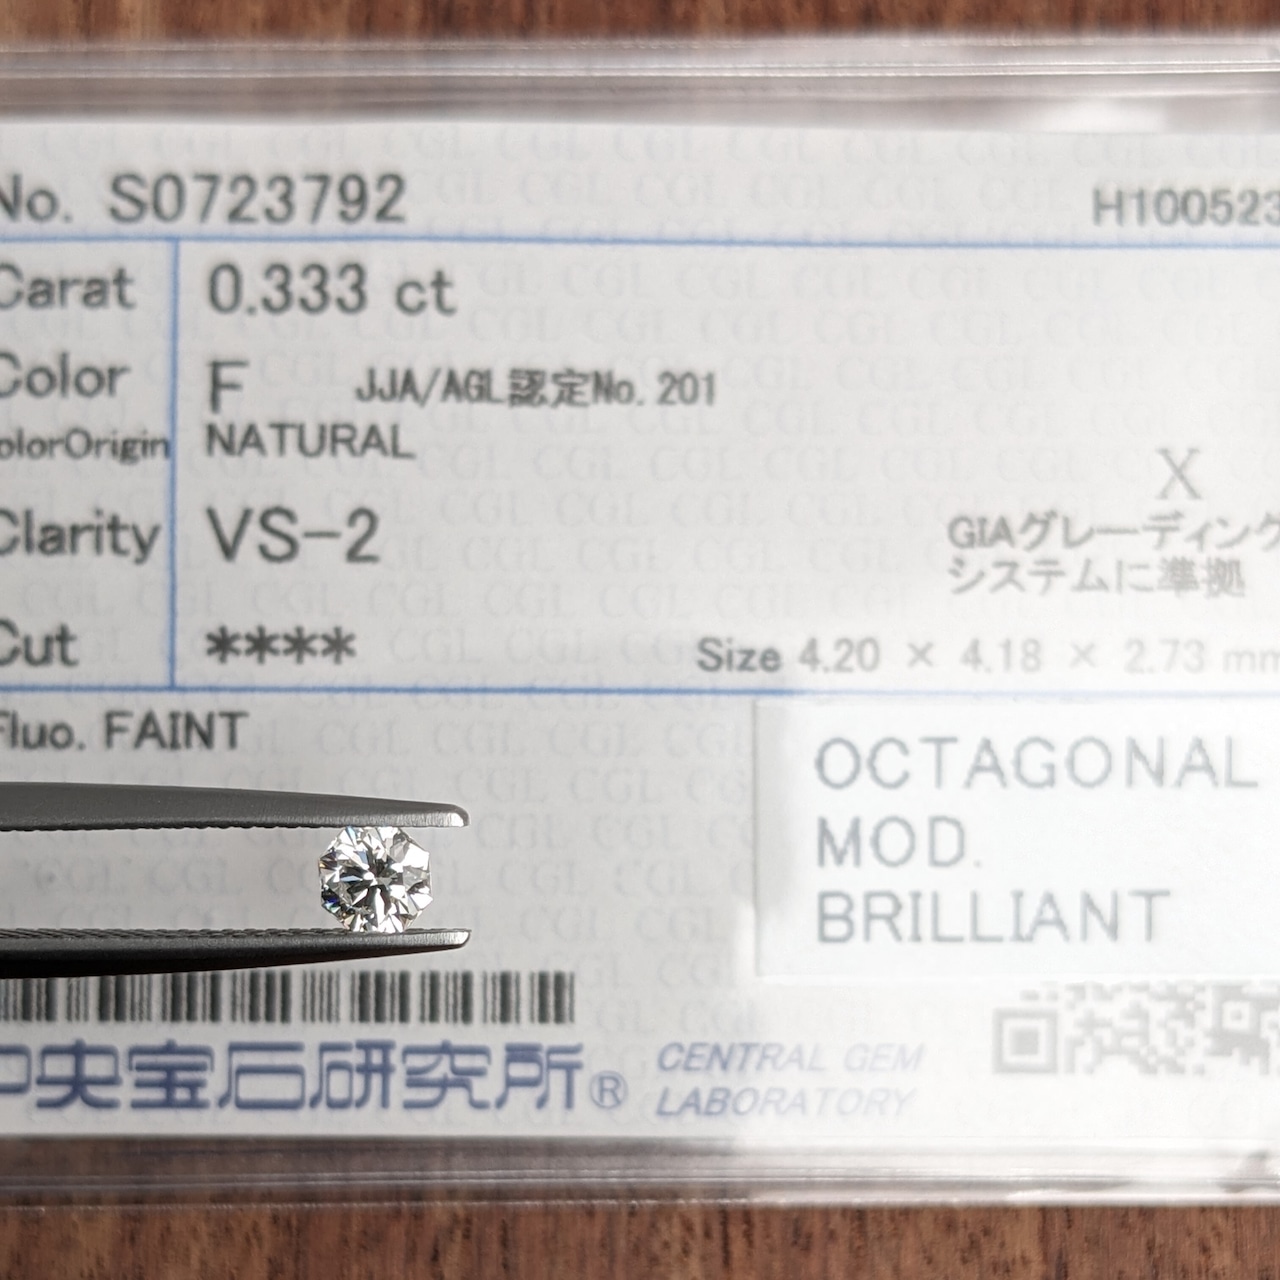 No. S0723792 H100523
Carat 0.333 ct
Color F JJA/AGL認定No. 201
olorOrigin NATURAL
Clarity VS-2
X
GIAグレーディング
システムに準拠
Cut ****
Size 4.20 × 4.18 × 2.73 mm
Fluo. FAINT
OCTAGONAL
MOD.
BRILLIANT
中央宝石研究所® CENTRAL GEM
LABORATORY